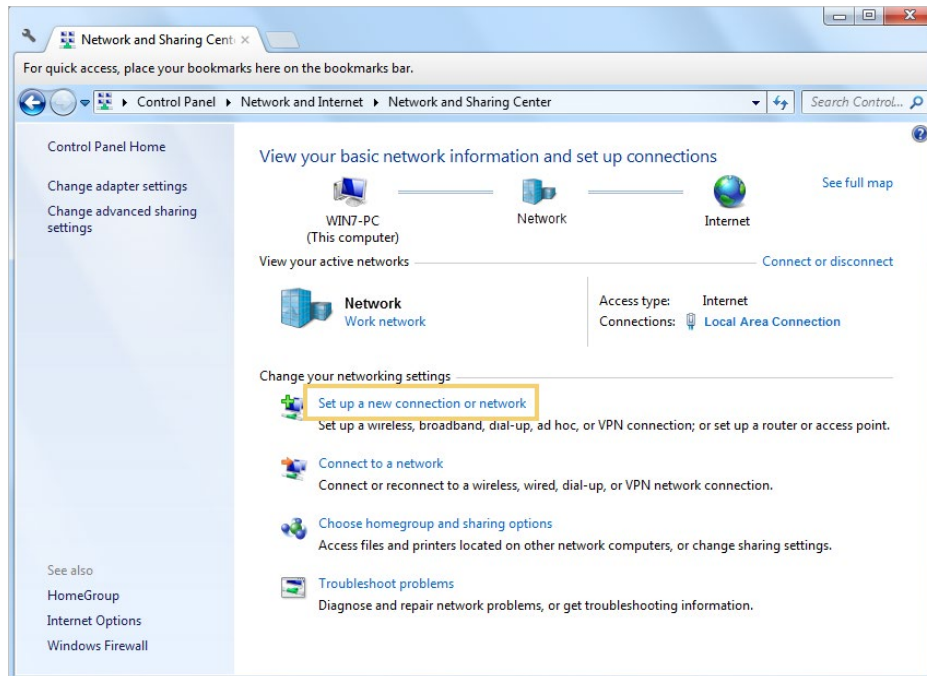 Network and Sharing Cent
For quick access, place your bookmarks here on the bookmarks bar.
Control Panel Network and Internet Network and Sharing Center
Search Control...
Control Panel Home
Change adapter settings
Change advanced sharing
settings
See also
HomeGroup
Internet Options
Windows Firewall
View your basic network information and set up connections
See full map
WIN7-PC
(This computer)
Network
Internet
View your active networks
Connect or disconnect
Network
Work network
Access type: Internet
Connections: Local Area Connection
Change your networking settings
Set up a new connection or network
Set up a wireless, broadband, dial-up, ad hoc, or VPN connection; or set up a router or access point.
Connect to a network
Connect or reconnect to a wireless, wired, dial-up, or VPN network connection.
Choose homegroup and sharing options
Access files and printers located on other network computers, or change sharing settings.
Troubleshoot problems
Diagnose and repair network problems, or get troubleshooting information.